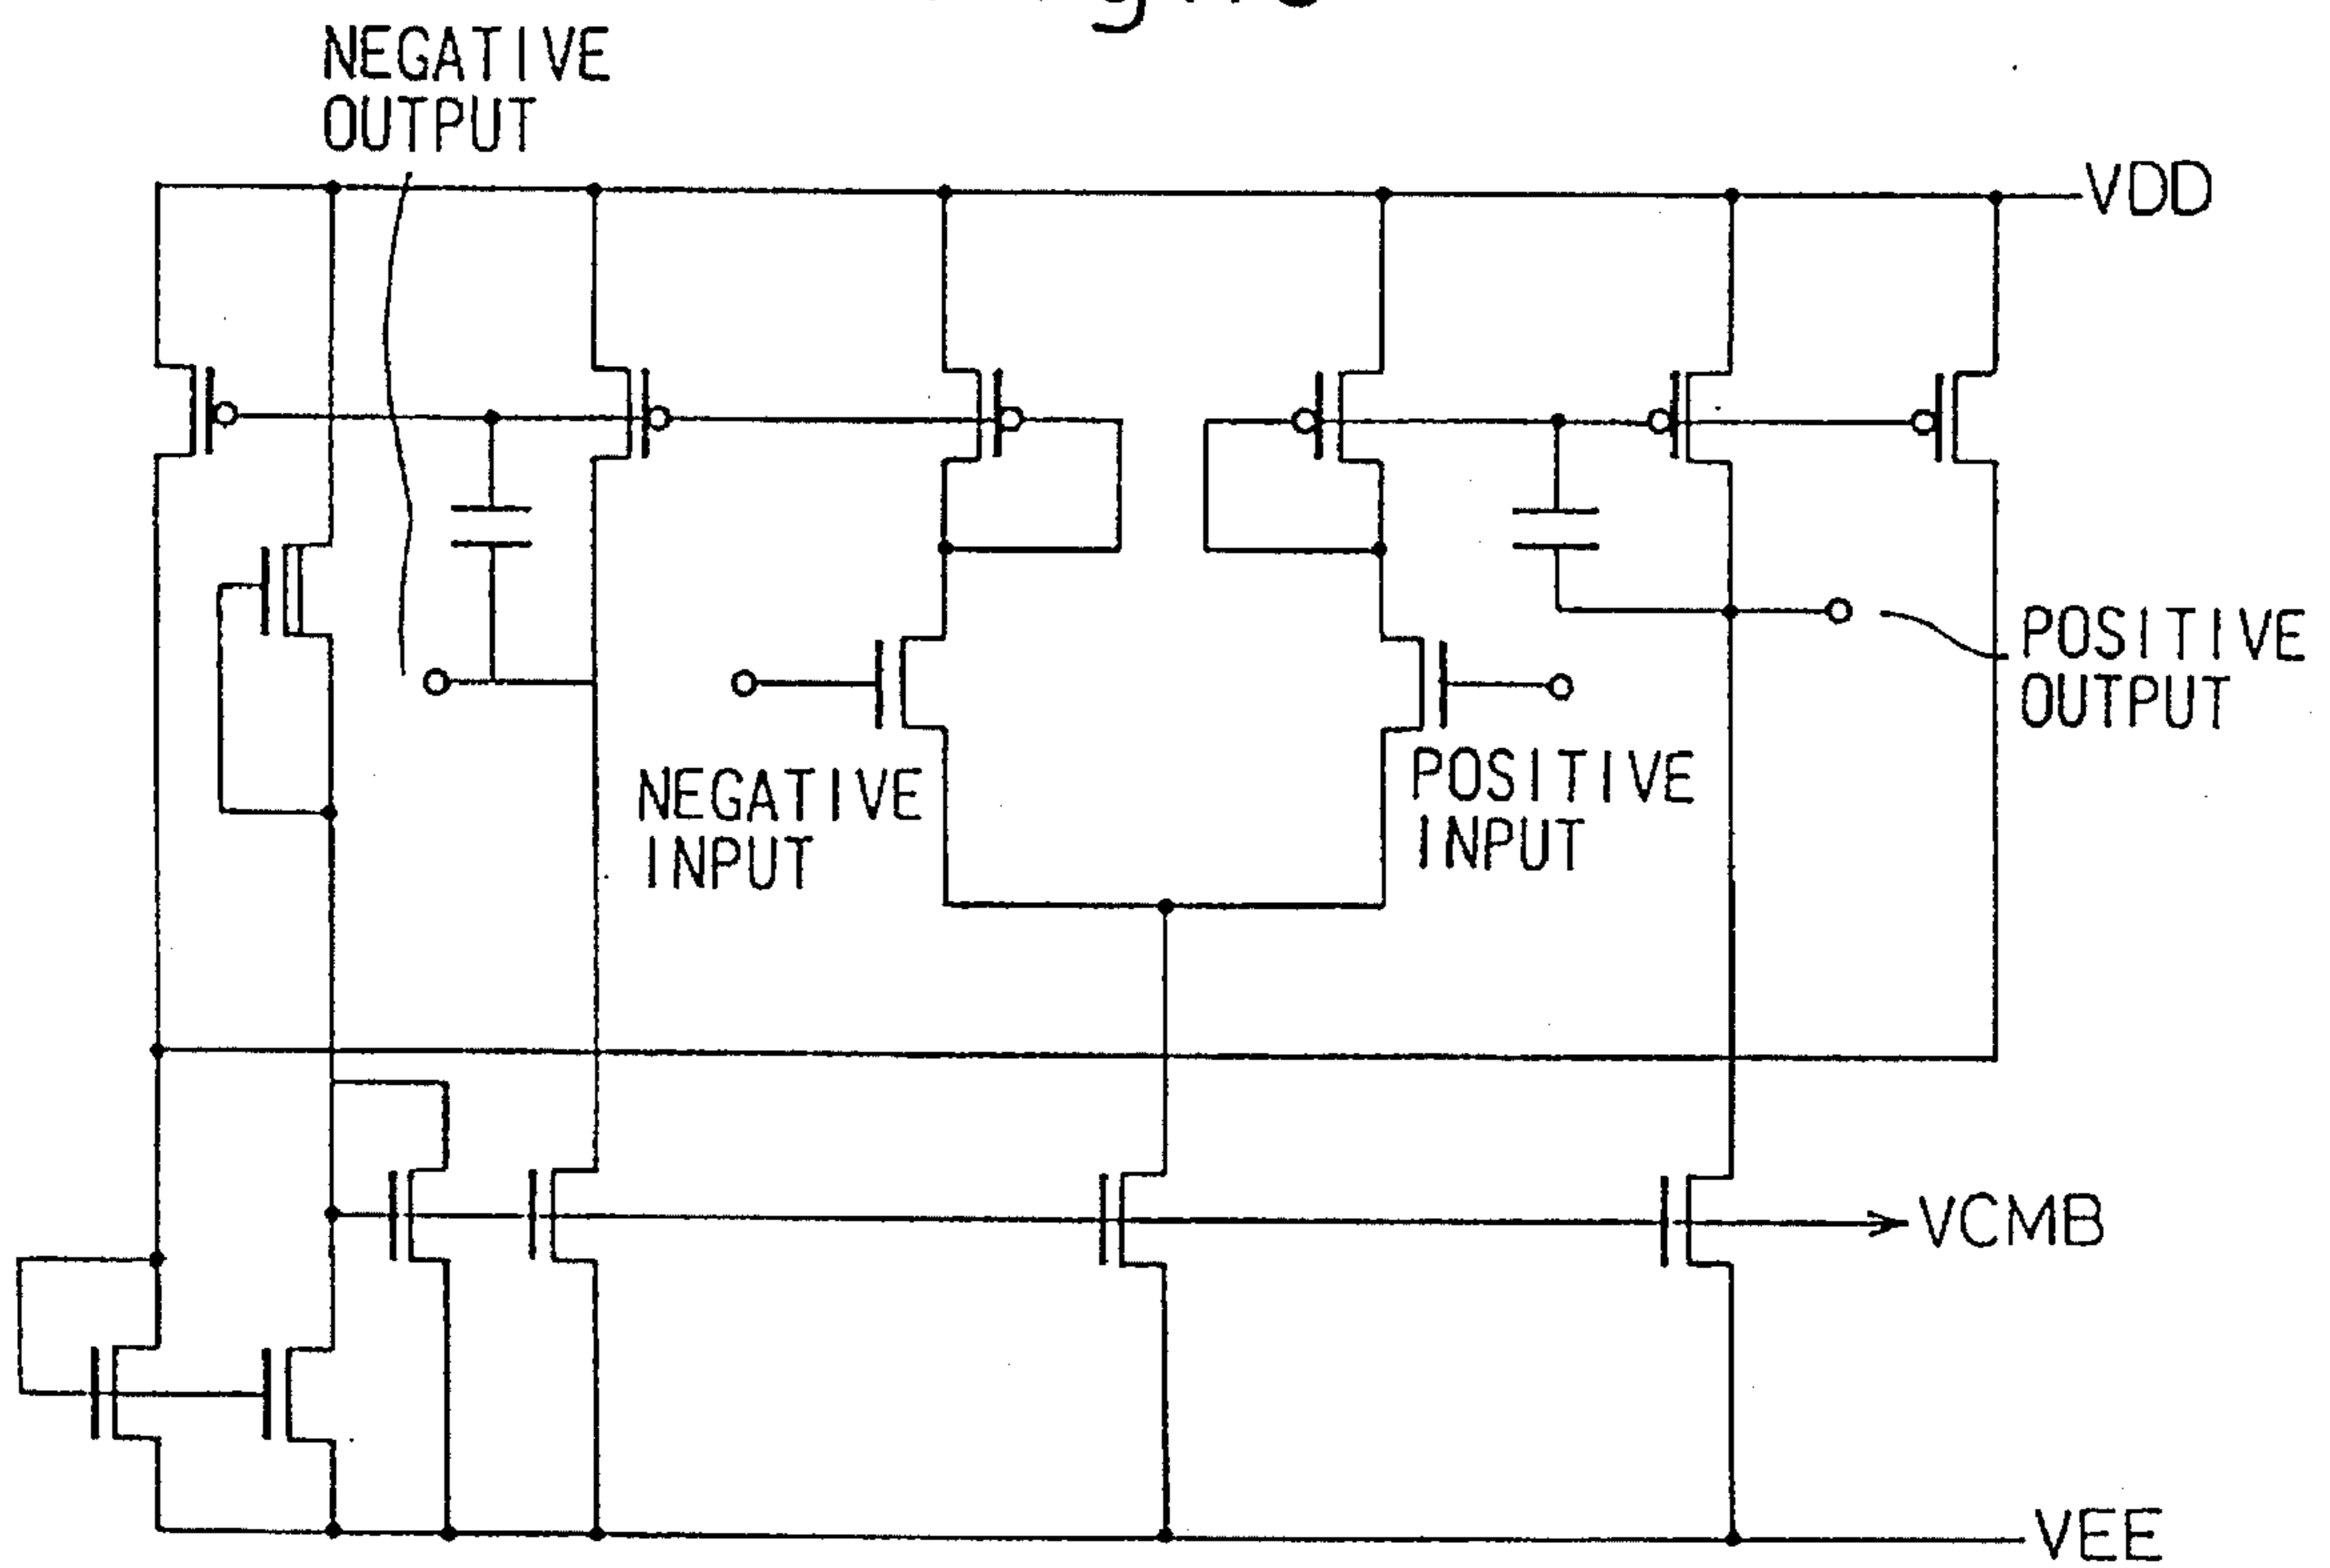 NEGATIVE
OUTPUT
VDD
POSITIVE
OUTPUT
NEGATIVE
INPUT
POSITIVE
INPUT
VCMB
VEE